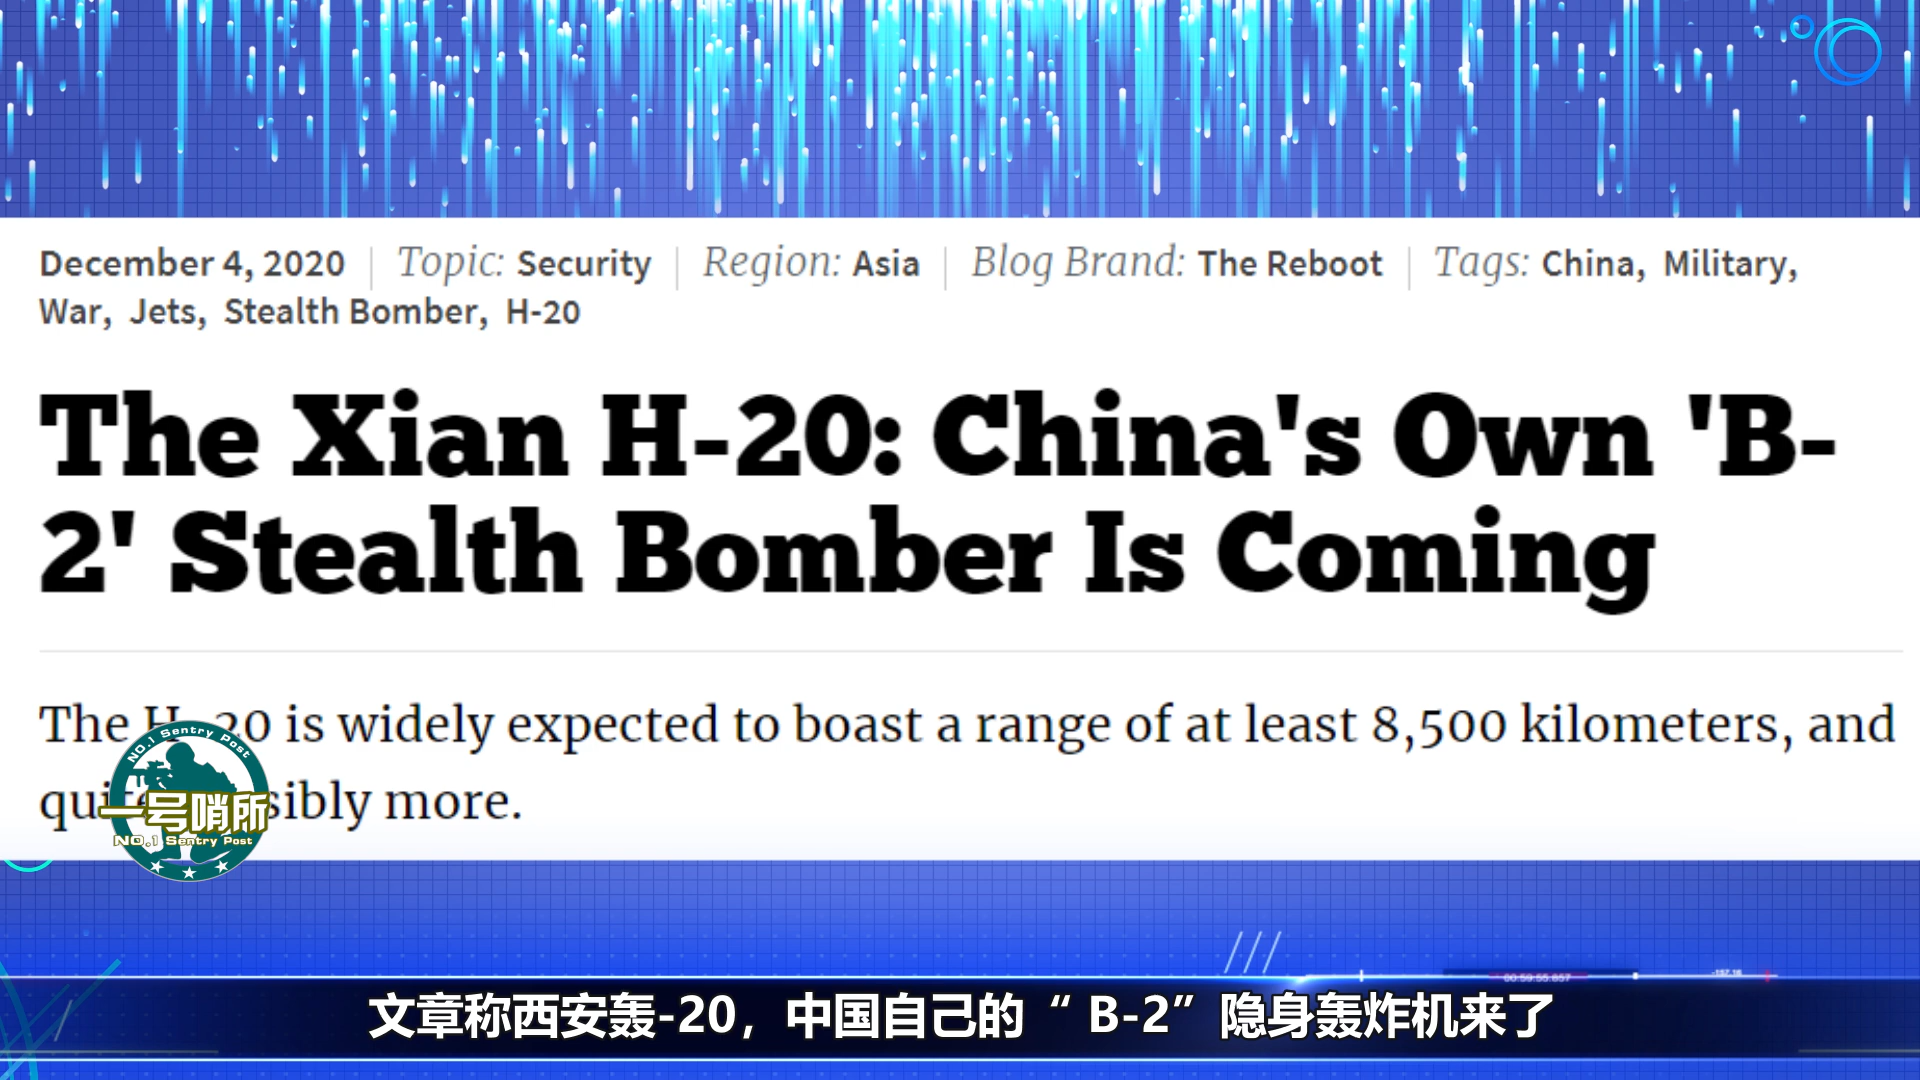 December 4, 2020 | Topic: Security | Region: Asia | Blog Brand: The Reboot | Tags: China, Military,
War, Jets, Stealth Bomber, H-20
The Xian H-20: China's Own 'B-
2' Stealth Bomber Is Coming
The H-20 is widely expected to boast a range of at least 8,500 kilometers, and
sibly more.
NO.1 Sentry Post
一号哨所
NO.1 Sentry Post
文章称西安轰-20，中国自己的“ B-2”隐身轰炸机来了